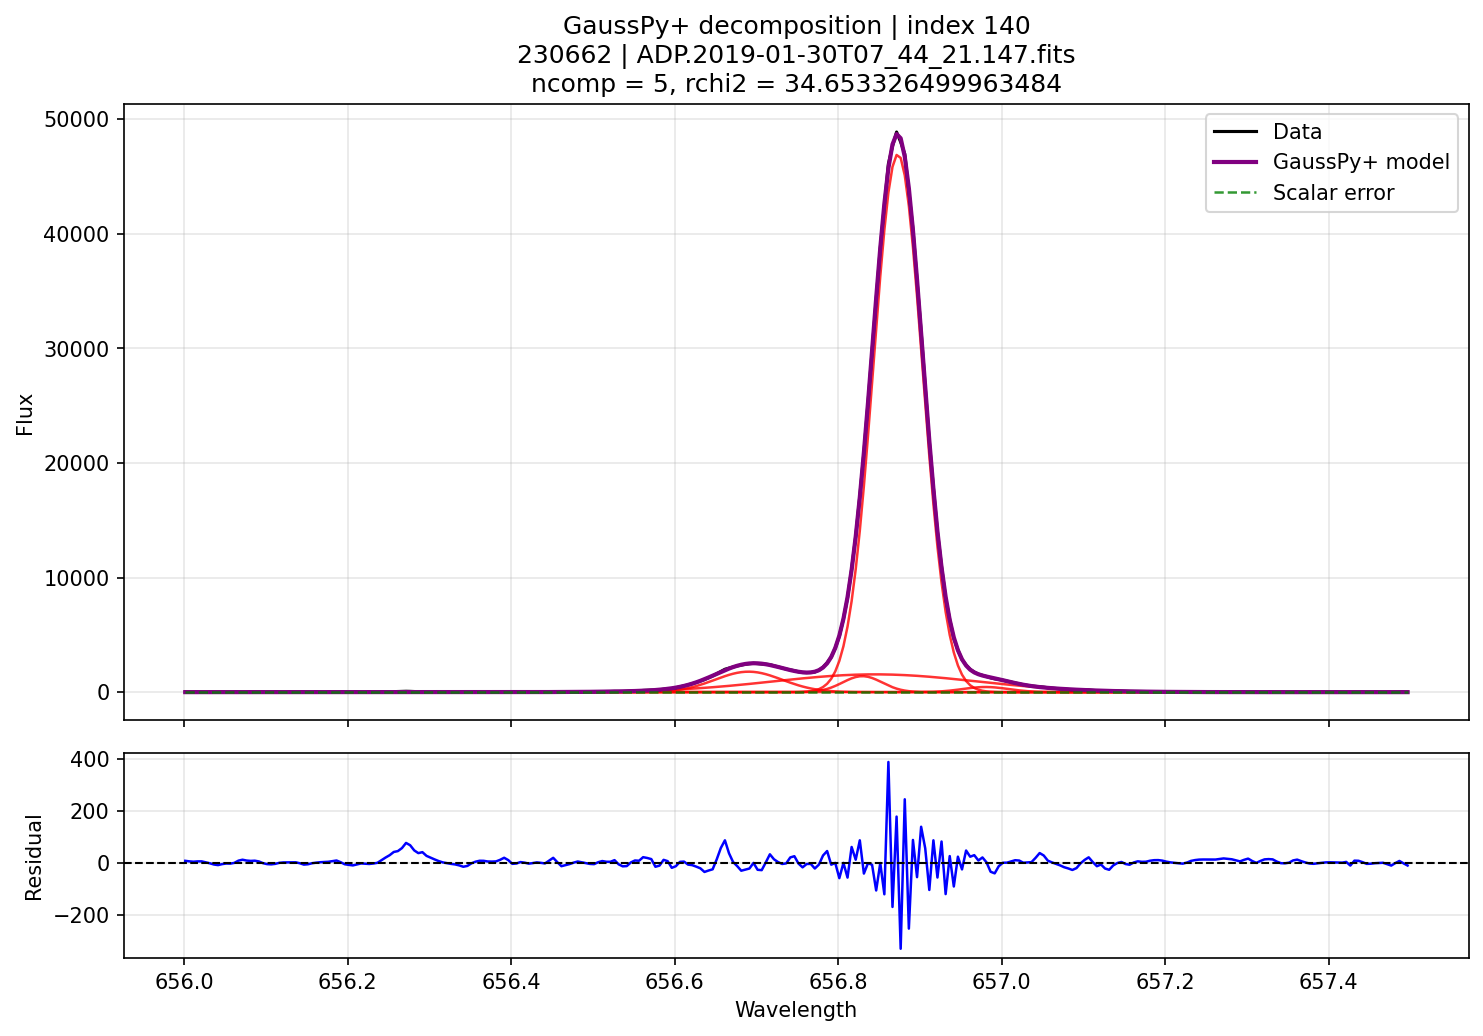 GaussPy+ decomposition | index 140
230662 | ADP.2019-01-30T07_44_21.147.fits
ncomp = 5, rchi2 = 34.653326499963484
Data
GaussPy+ model
Scalar error
50000
40000
30000
20000
10000
0
Flux
400
200
0
−200
Residual
656.0
656.2
656.4
656.6
656.8
657.0
657.2
657.4
Wavelength